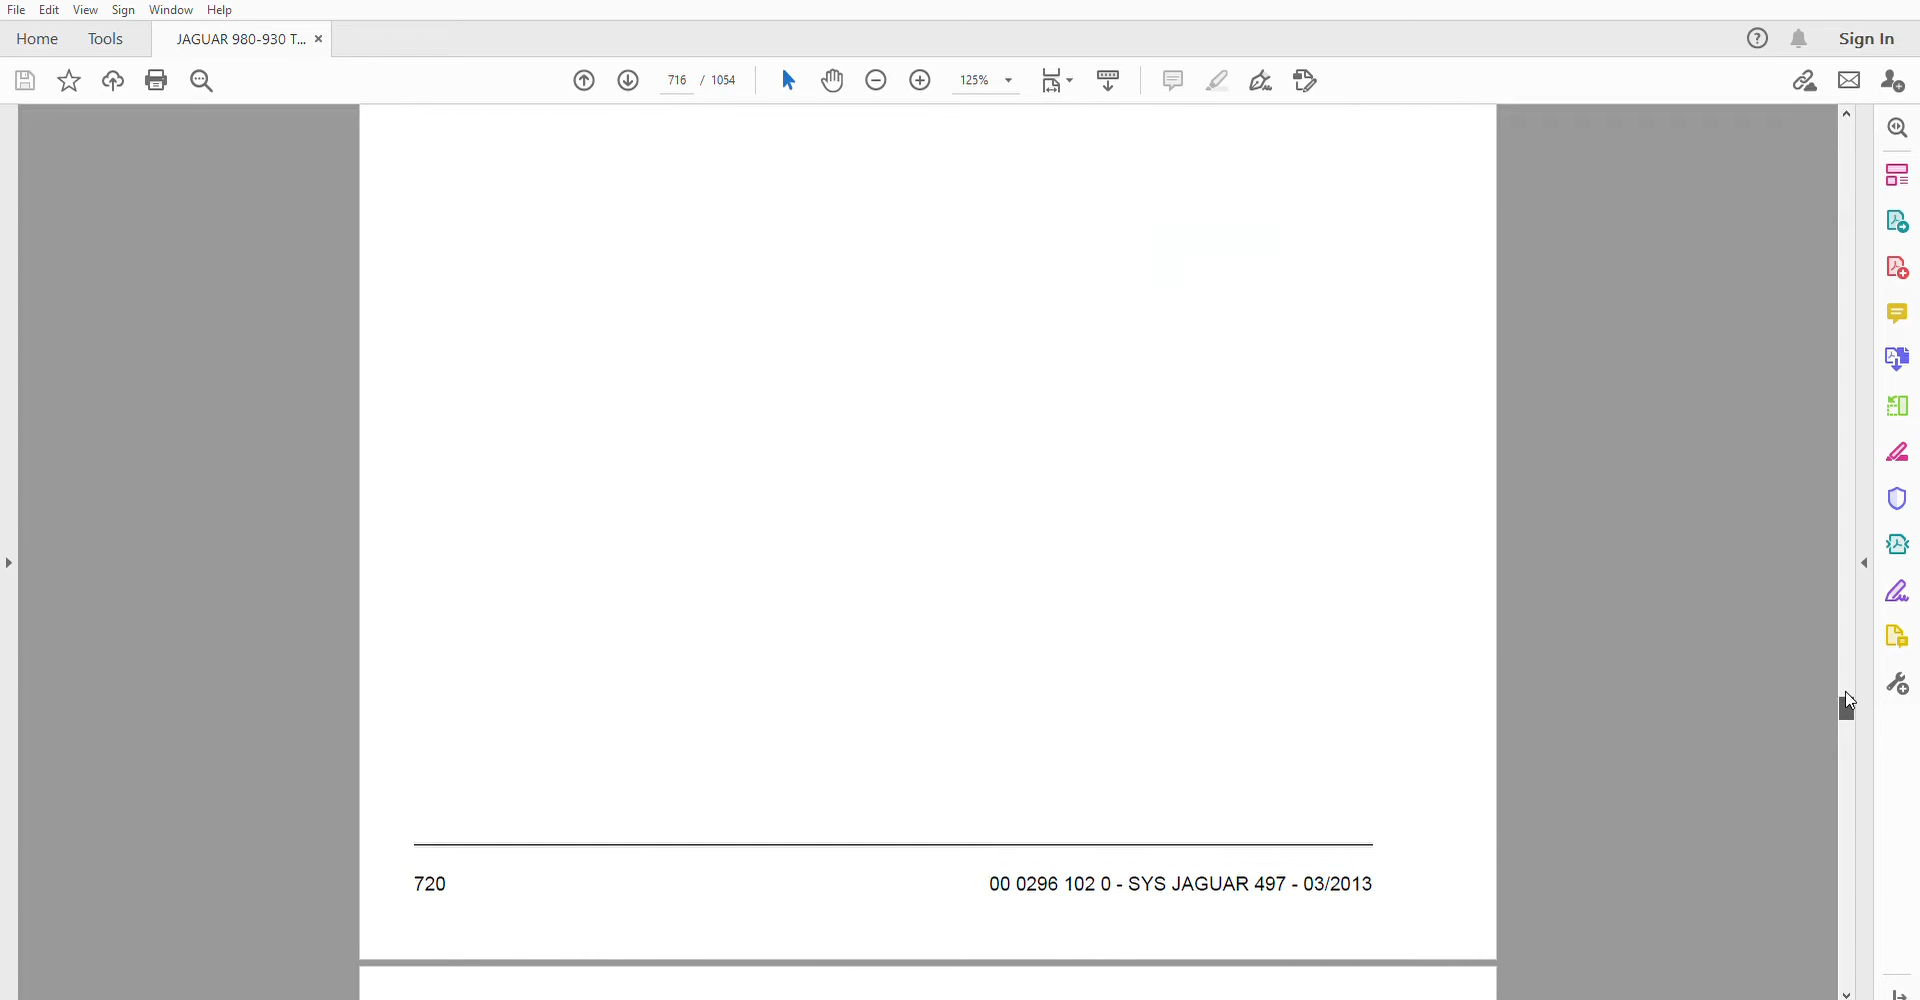 File Edit View Sign Window Help
Home Tools JAGUAR 980-930 T... × Sign In
716 / 1054 125%
720 00 0296 102 0 - SYS JAGUAR 497 - 03/2013